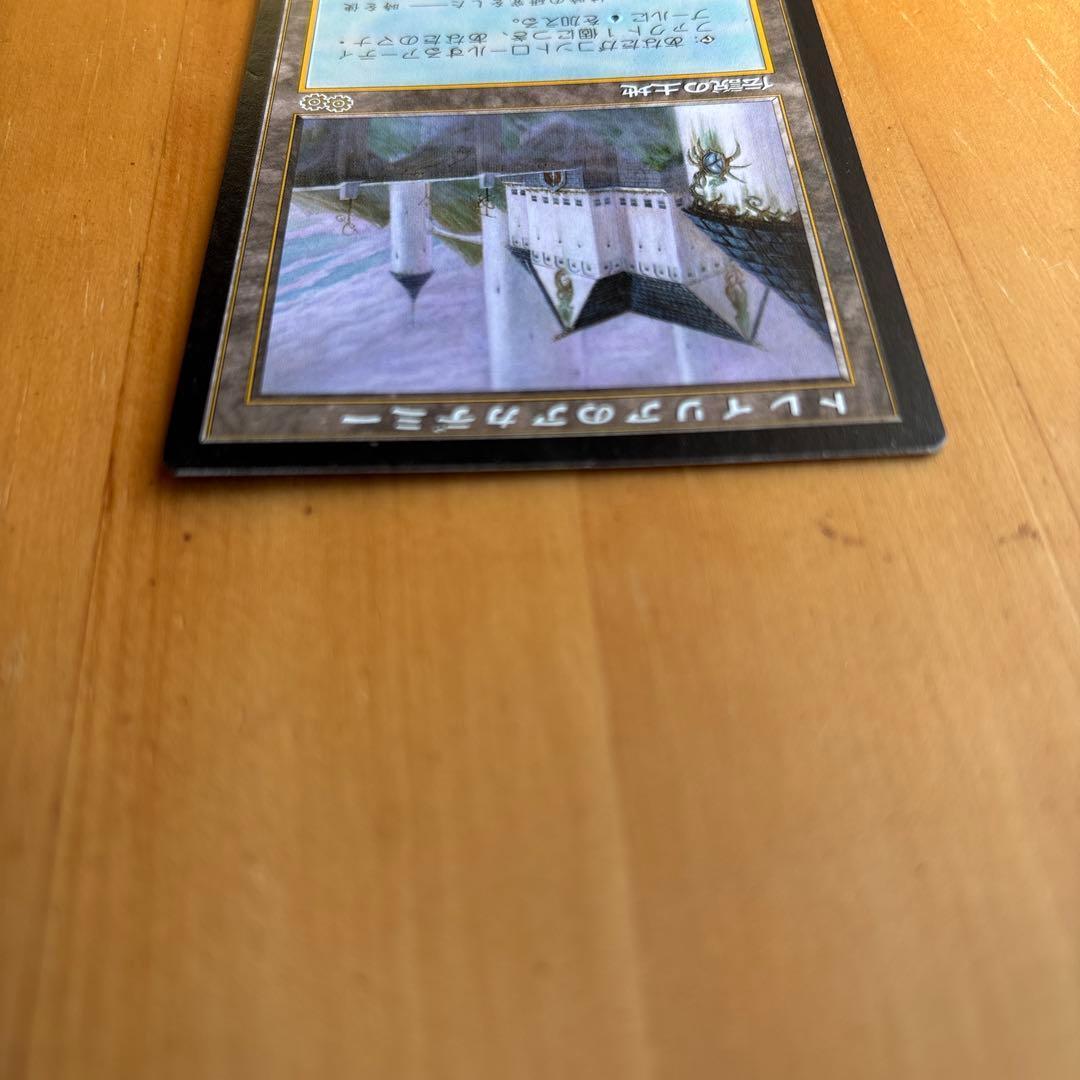 トレイリアのアカデミー
伝説の土地
:あなたがコントロールするアーティ
ファクト1個につき、あなたのマナ・
プールに を加える。